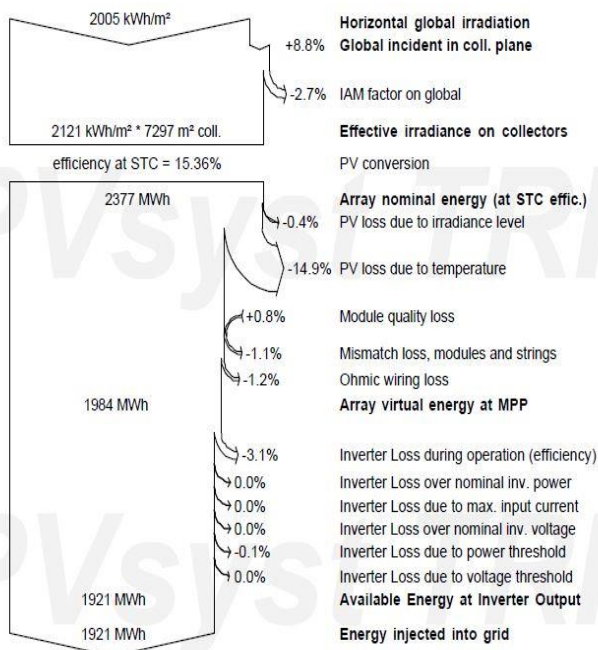 2005 kWh/m² Horizontal global irradiation
+8.8% Global incident in coll. plane
-2.7% IAM factor on global
2121 kWh/m² * 7297 m² coll. Effective irradiance on collectors
efficiency at STC = 15.36% PV conversion
2377 MWh Array nominal energy (at STC effic.)
-0.4% PV loss due to irradiance level
-14.9% PV loss due to temperature
+0.8% Module quality loss
-1.1% Mismatch loss, modules and strings
-1.2% Ohmic wiring loss
1984 MWh Array virtual energy at MPP
-3.1% Inverter Loss during operation (efficiency)
0.0% Inverter Loss over nominal inv. power
0.0% Inverter Loss due to max. input current
0.0% Inverter Loss over nominal inv. voltage
-0.1% Inverter Loss due to power threshold
0.0% Inverter Loss due to voltage threshold
1921 MWh Available Energy at Inverter Output
1921 MWh Energy injected into grid
PVsyst TRI
PVsyst TRI